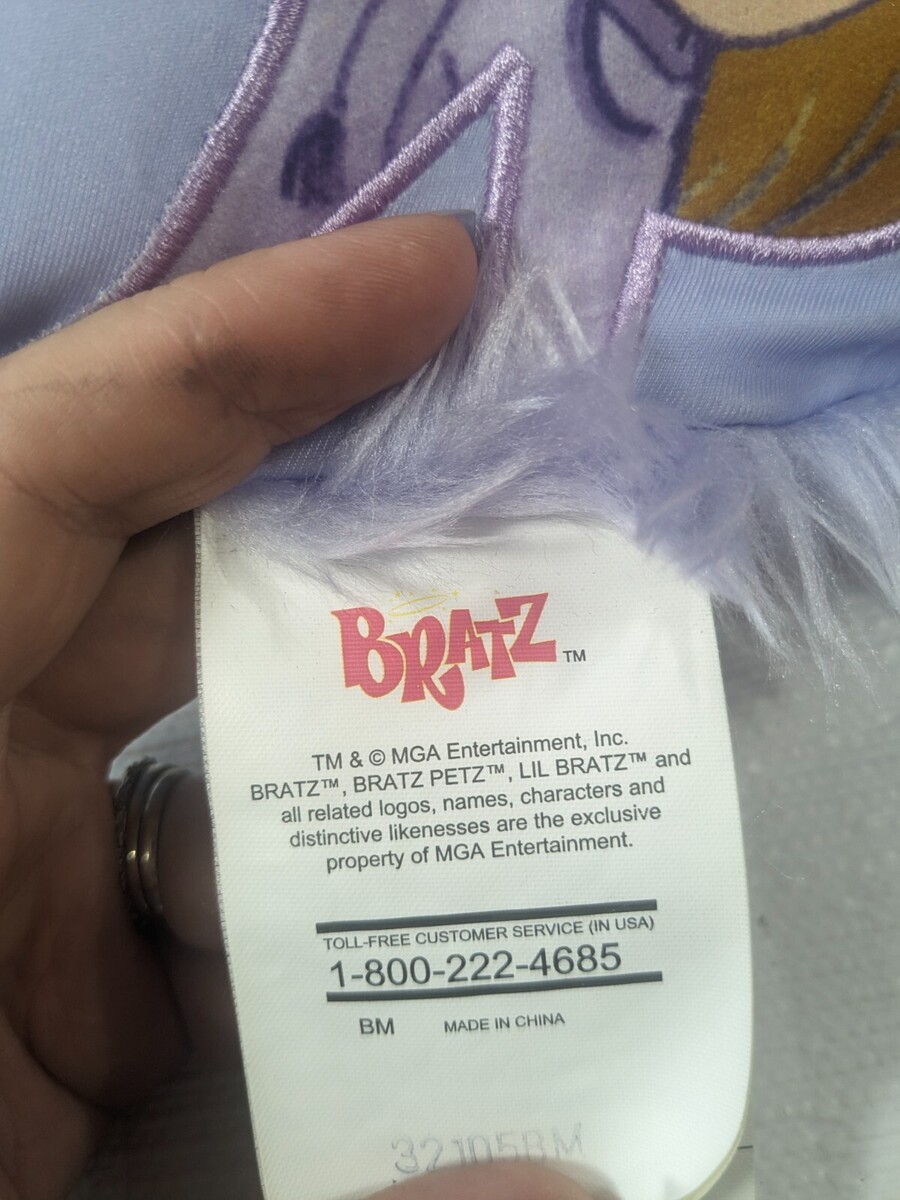 BRATZ™
TM & © MGA Entertainment, Inc.
BRATZ™, BRATZ PETZ™, LIL BRATZ™ and
all related logos, names, characters and
distinctive likenesses are the exclusive
property of MGA Entertainment.
TOLL-FREE CUSTOMER SERVICE (IN USA)
1-800-222-4685
BM MADE IN CHINA
32105BM